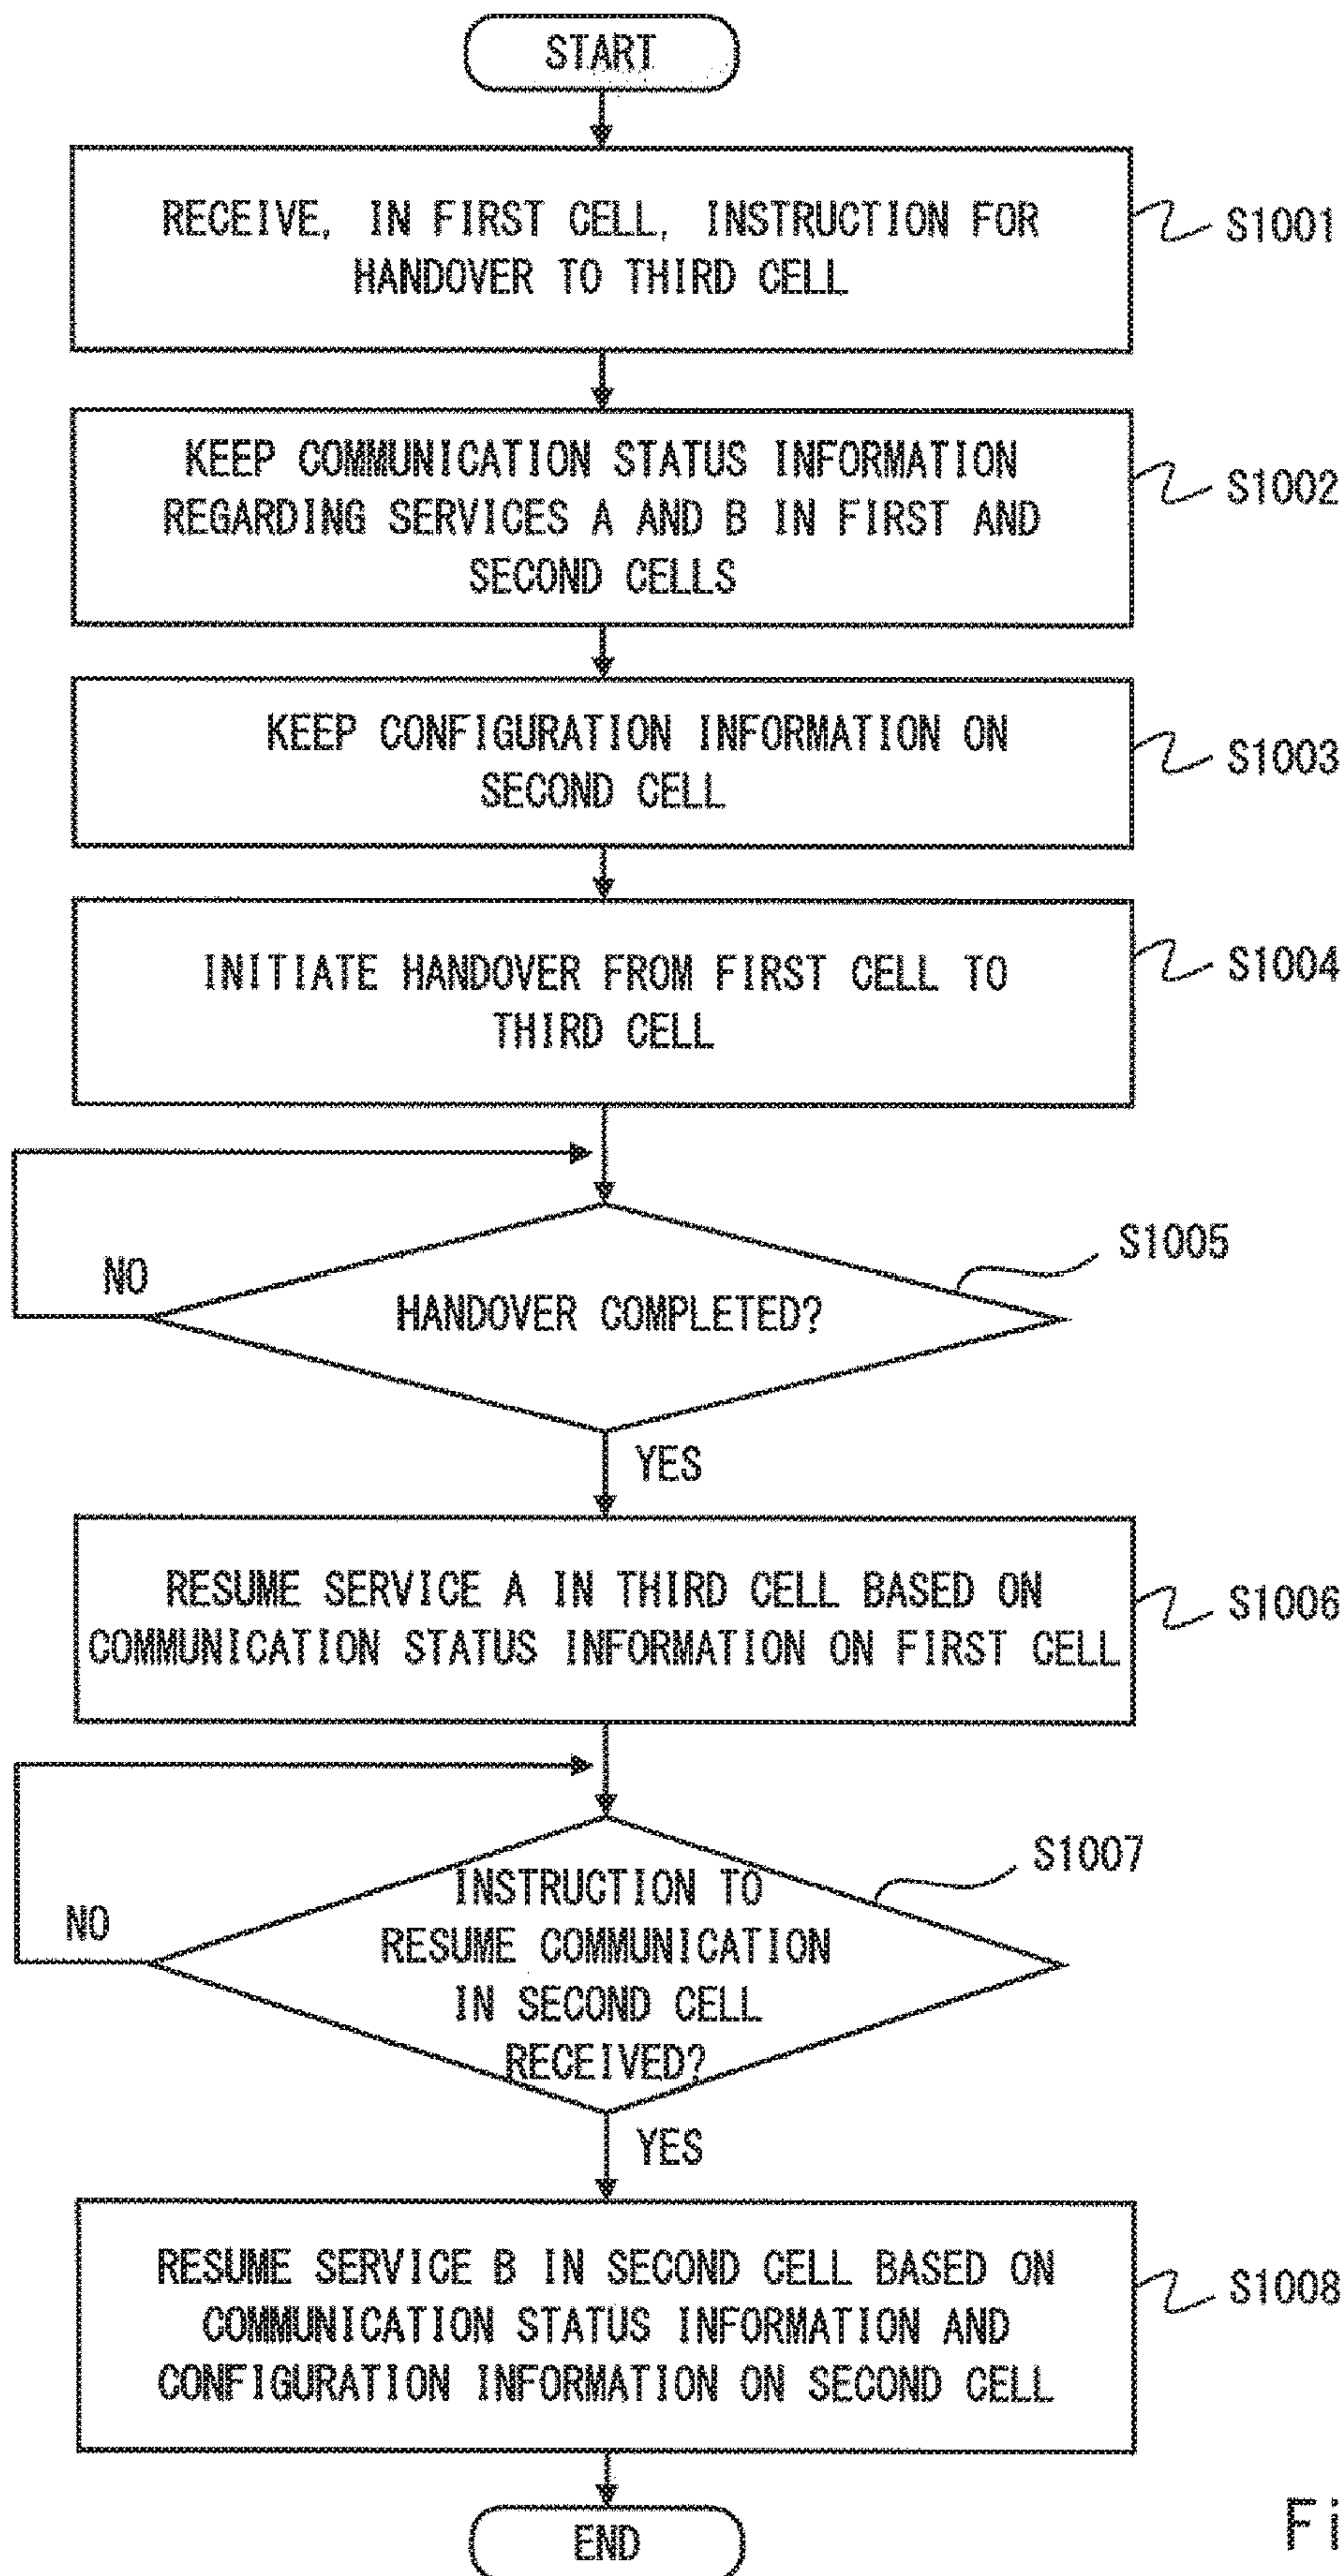 START
RECEIVE, IN FIRST CELL, INSTRUCTION FOR
HANDOVER TO THIRD CELL
S1001
KEEP COMMUNICATION STATUS INFORMATION
REGARDING SERVICES A AND B IN FIRST AND
SECOND CELLS
S1002
KEEP CONFIGURATION INFORMATION ON
SECOND CELL
S1003
INITIATE HANDOVER FROM FIRST CELL TO
THIRD CELL
S1004
S1005
NO
HANDOVER COMPLETED?
YES
RESUME SERVICE A IN THIRD CELL BASED ON
COMMUNICATION STATUS INFORMATION ON FIRST CELL
S1006
S1007
NO
INSTRUCTION TO
RESUME COMMUNICATION
IN SECOND CELL
RECEIVED?
YES
RESUME SERVICE B IN SECOND CELL BASED ON
COMMUNICATION STATUS INFORMATION AND
CONFIGURATION INFORMATION ON SECOND CELL
S1008
END
Fi